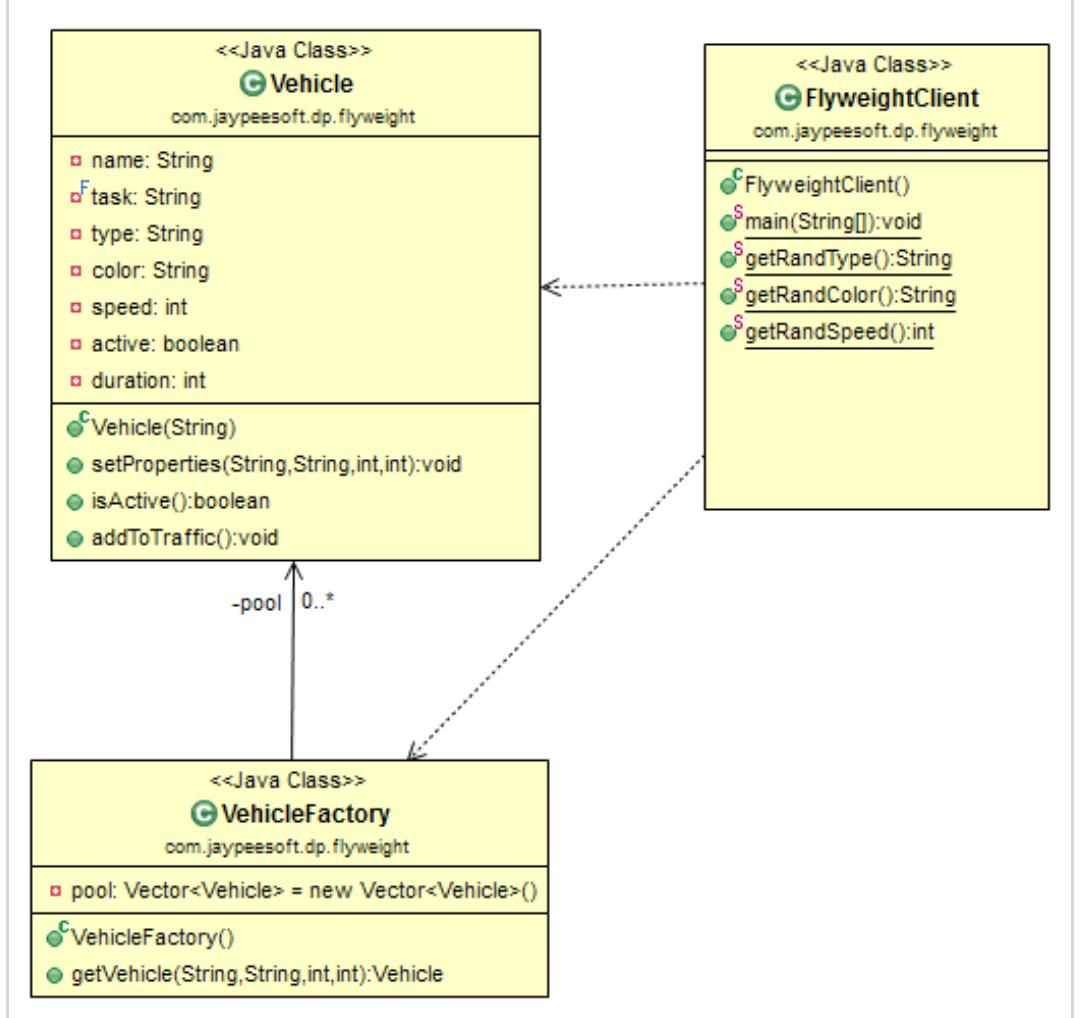 <<Java Class>>
Vehicle
com.jaypeesoft.dp.flyweight
name: String
F task: String
type: String
color: String
speed: int
active: boolean
duration: int
C Vehicle(String)
setProperties(String,String,int,int):void
isActive():boolean
addToTraffic():void
<<Java Class>>
C FlyweightClient
com.jaypeesoft.dp.flyweight
C FlyweightClient()
S main(String[]):void
S getRandType():String
S getRandColor():String
S getRandSpeed():int
-pool 0..*
<<Java Class>>
C VehicleFactory
com.jaypeesoft.dp.flyweight
pool: Vector<Vehicle> = new Vector<Vehicle>()
C VehicleFactory()
getVehicle(String,String,int,int):Vehicle